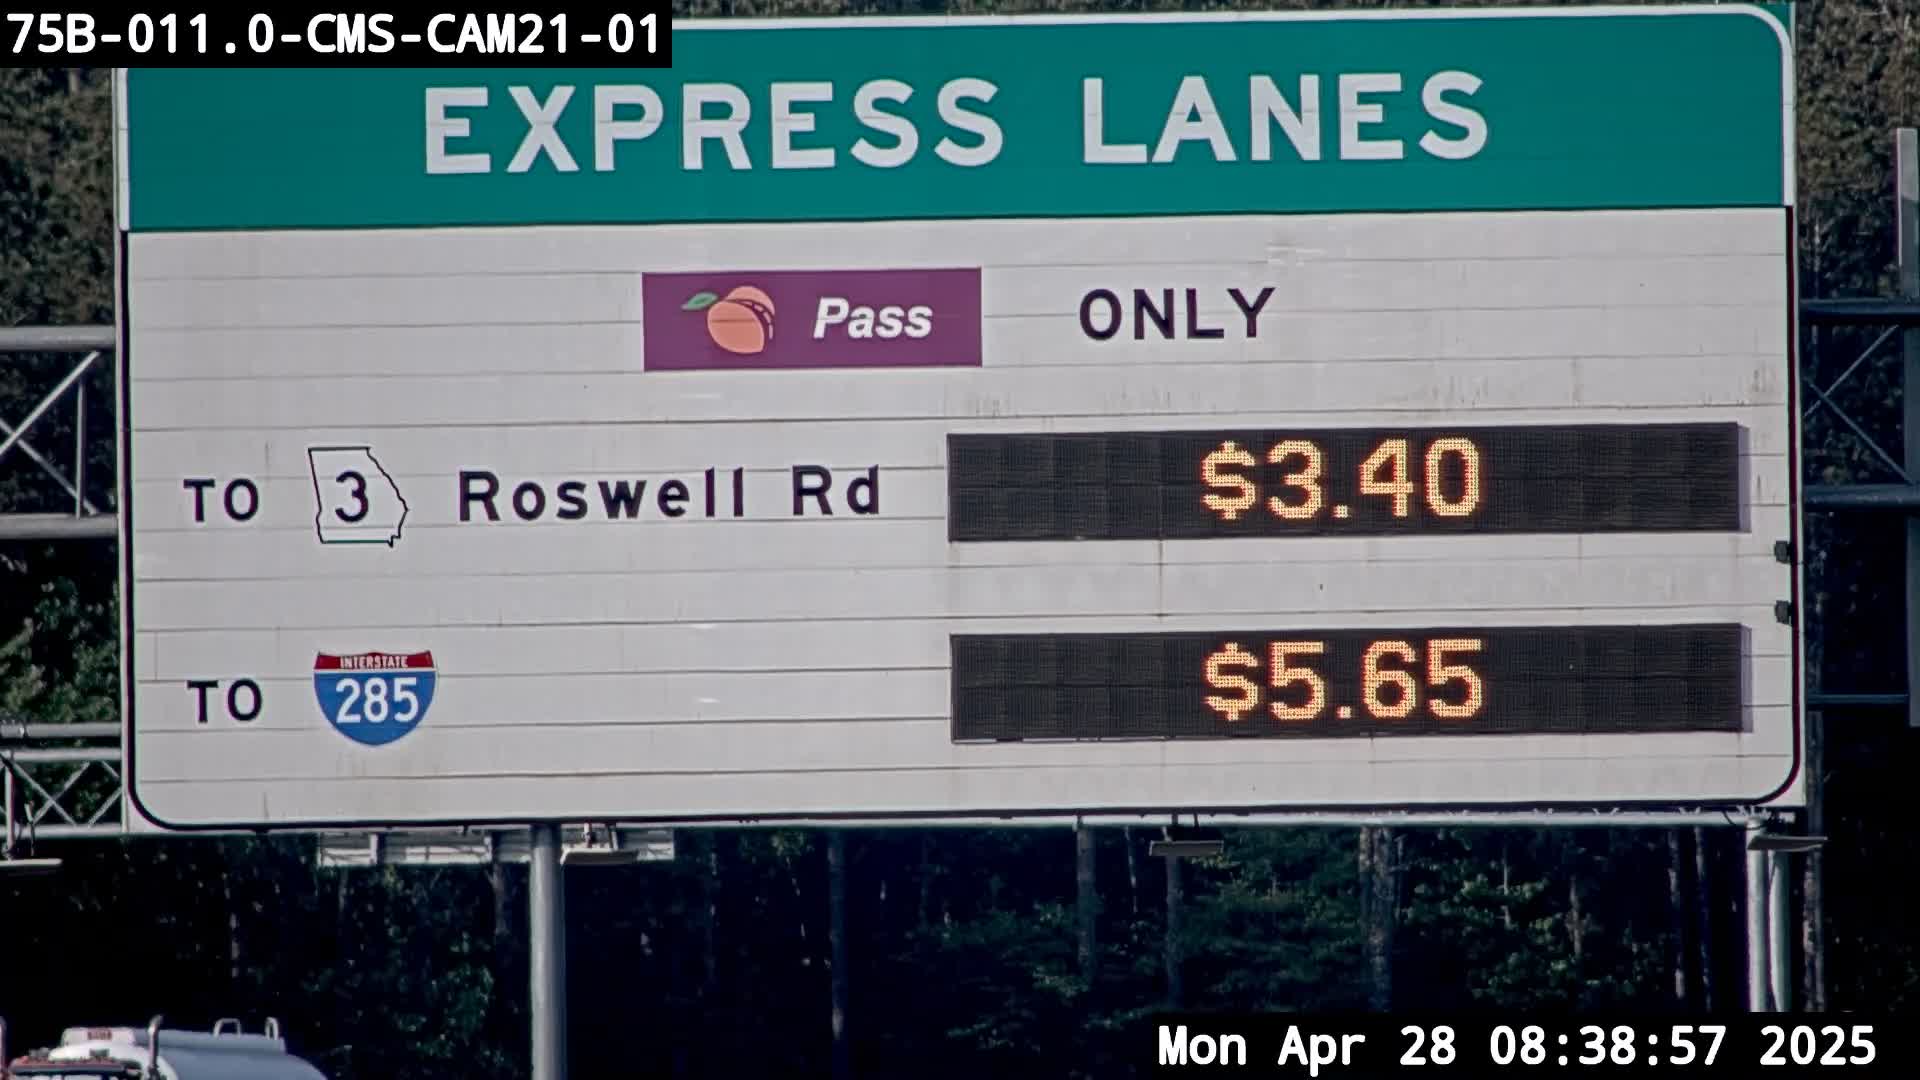 75B-011.0-CMS-CAM21-01
EXPRESS LANES
Pass ONLY
TO 3 Roswell Rd $3.40
INTERSTATE
TO 285 $5.65
Mon Apr 28 08:38:57 2025